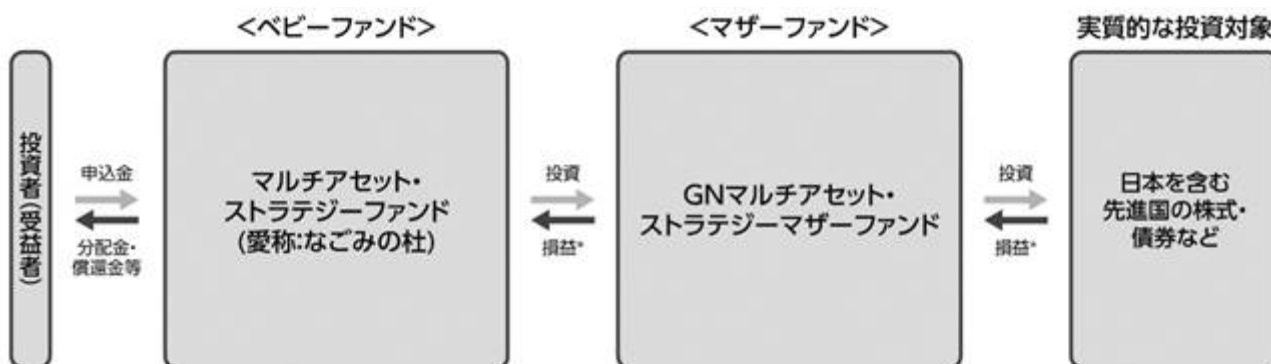 <ベビーファンド>
<マザーファンド>
実質的な投資対象
投資者(受益者)
申込金
分配金・
償還金等
マルチアセット・
ストラテジーファンド
(愛称:なごみの杜)
投資
損益*
GNマルチアセット・
ストラテジーマザーファンド
投資
損益*
日本を含む
先進国の株式・
債券など